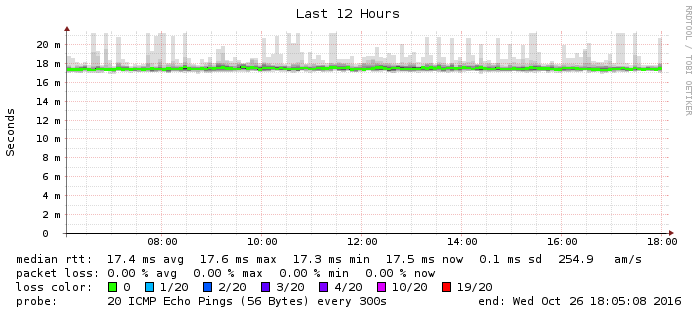 Last 12 Hours
RRDTOOL / TOBI OETIKER
Seconds
20 m
18 m
16 m
14 m
12 m
10 m
8 m
6 m
4 m
2 m
0
08:00 10:00 12:00 14:00 16:00 18:00
median rtt: 17.4 ms avg 17.6 ms max 17.3 ms min 17.5 ms now 0.1 ms sd 254.9 am/s
packet loss: 0.00 % avg 0.00 % max 0.00 % min 0.00 % now
loss color: 0 1/20 2/20 3/20 4/20 10/20 19/20
probe: 20 ICMP Echo Pings (56 Bytes) every 300s end: Wed Oct 26 18:05:08 2016